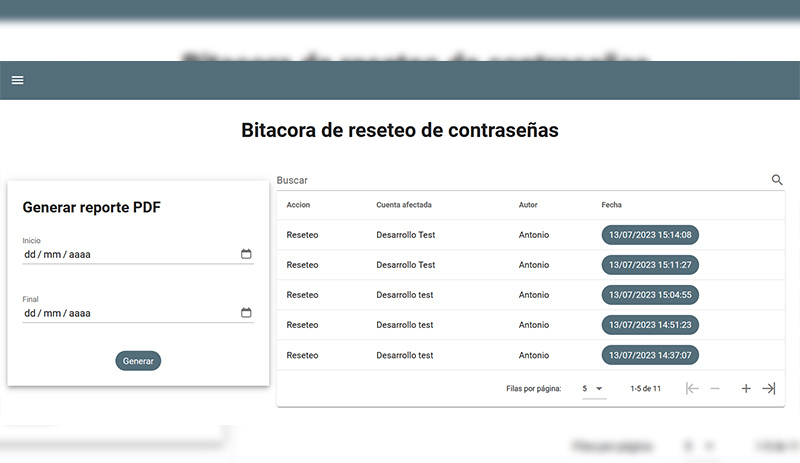 Bitacora de reseteo de contraseñas
Generar reporte PDF
Inicio
dd / mm / aaaa
Final
dd / mm / aaaa
Generar
Buscar
Accion Cuenta afectada Autor Fecha
Reseteo Desarrollo Test Antonio 13/07/2023 15:14:08
Reseteo Desarrollo Test Antonio 13/07/2023 15:11:27
Reseteo Desarrollo test Antonio 13/07/2023 15:04:55
Reseteo Desarrollo test Antonio 13/07/2023 14:51:23
Reseteo Desarrollo test Antonio 13/07/2023 14:37:07
Filas por página: 5 1-5 de 11